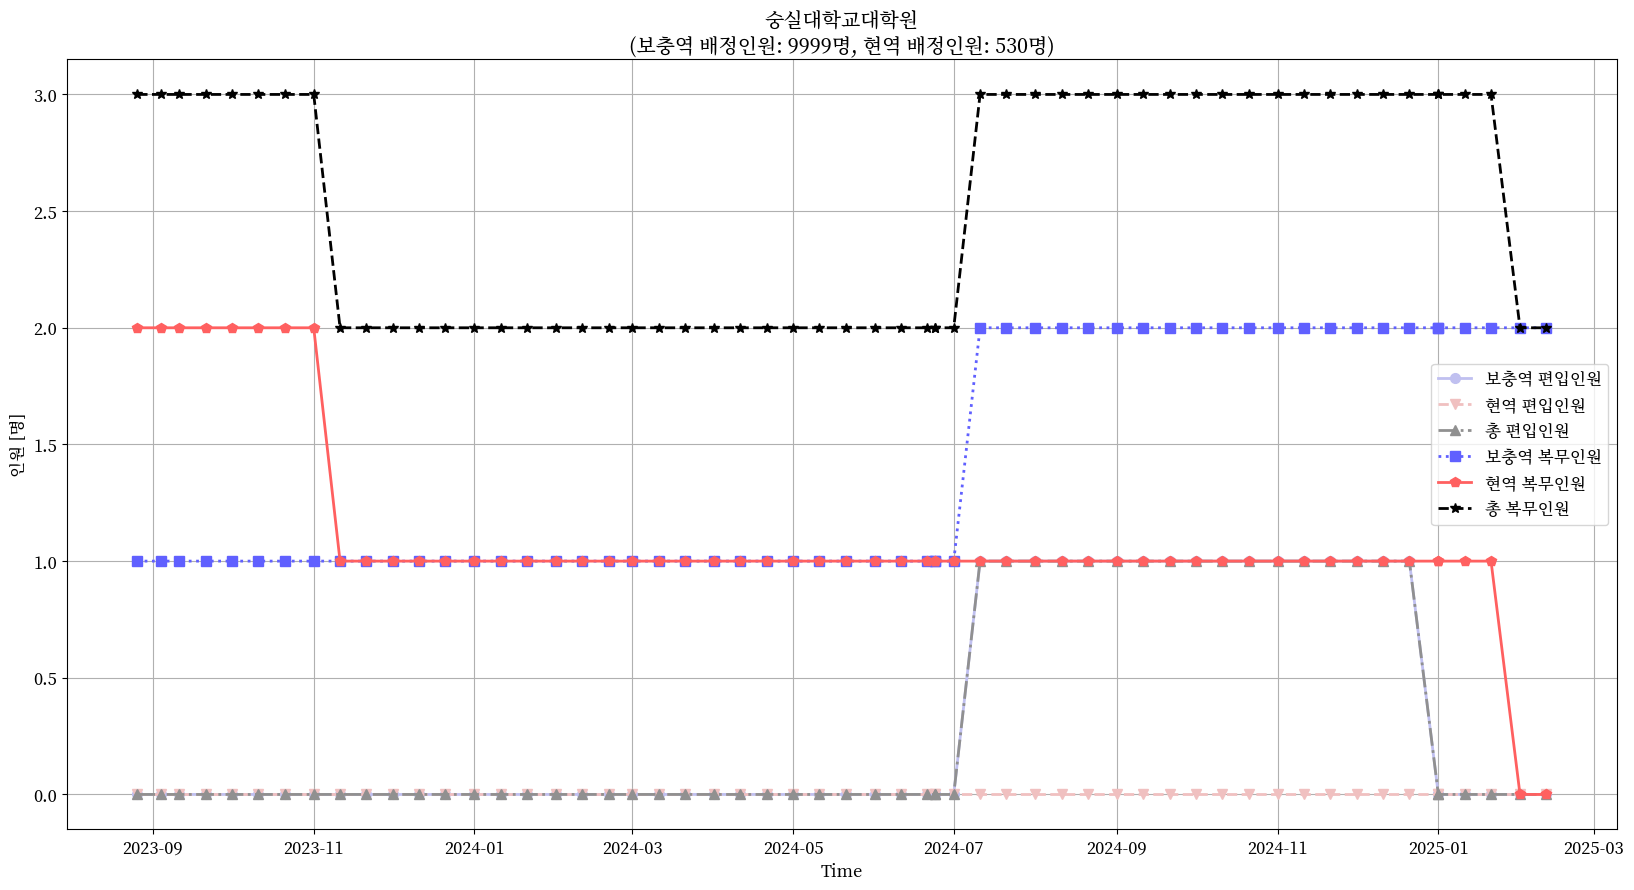 숭실대학교대학원
(보충역 배정인원: 9999명, 현역 배정인원: 530명)
3.0
2.5
2.0
1.5
1.0
0.5
0.0
인원 [명]
보충역 편입인원
현역 편입인원
총 편입인원
보충역 복무인원
현역 복무인원
총 복무인원
2023-09 2023-11 2024-01 2024-03 2024-05 2024-07 2024-09 2024-11 2025-01 2025-03
Time